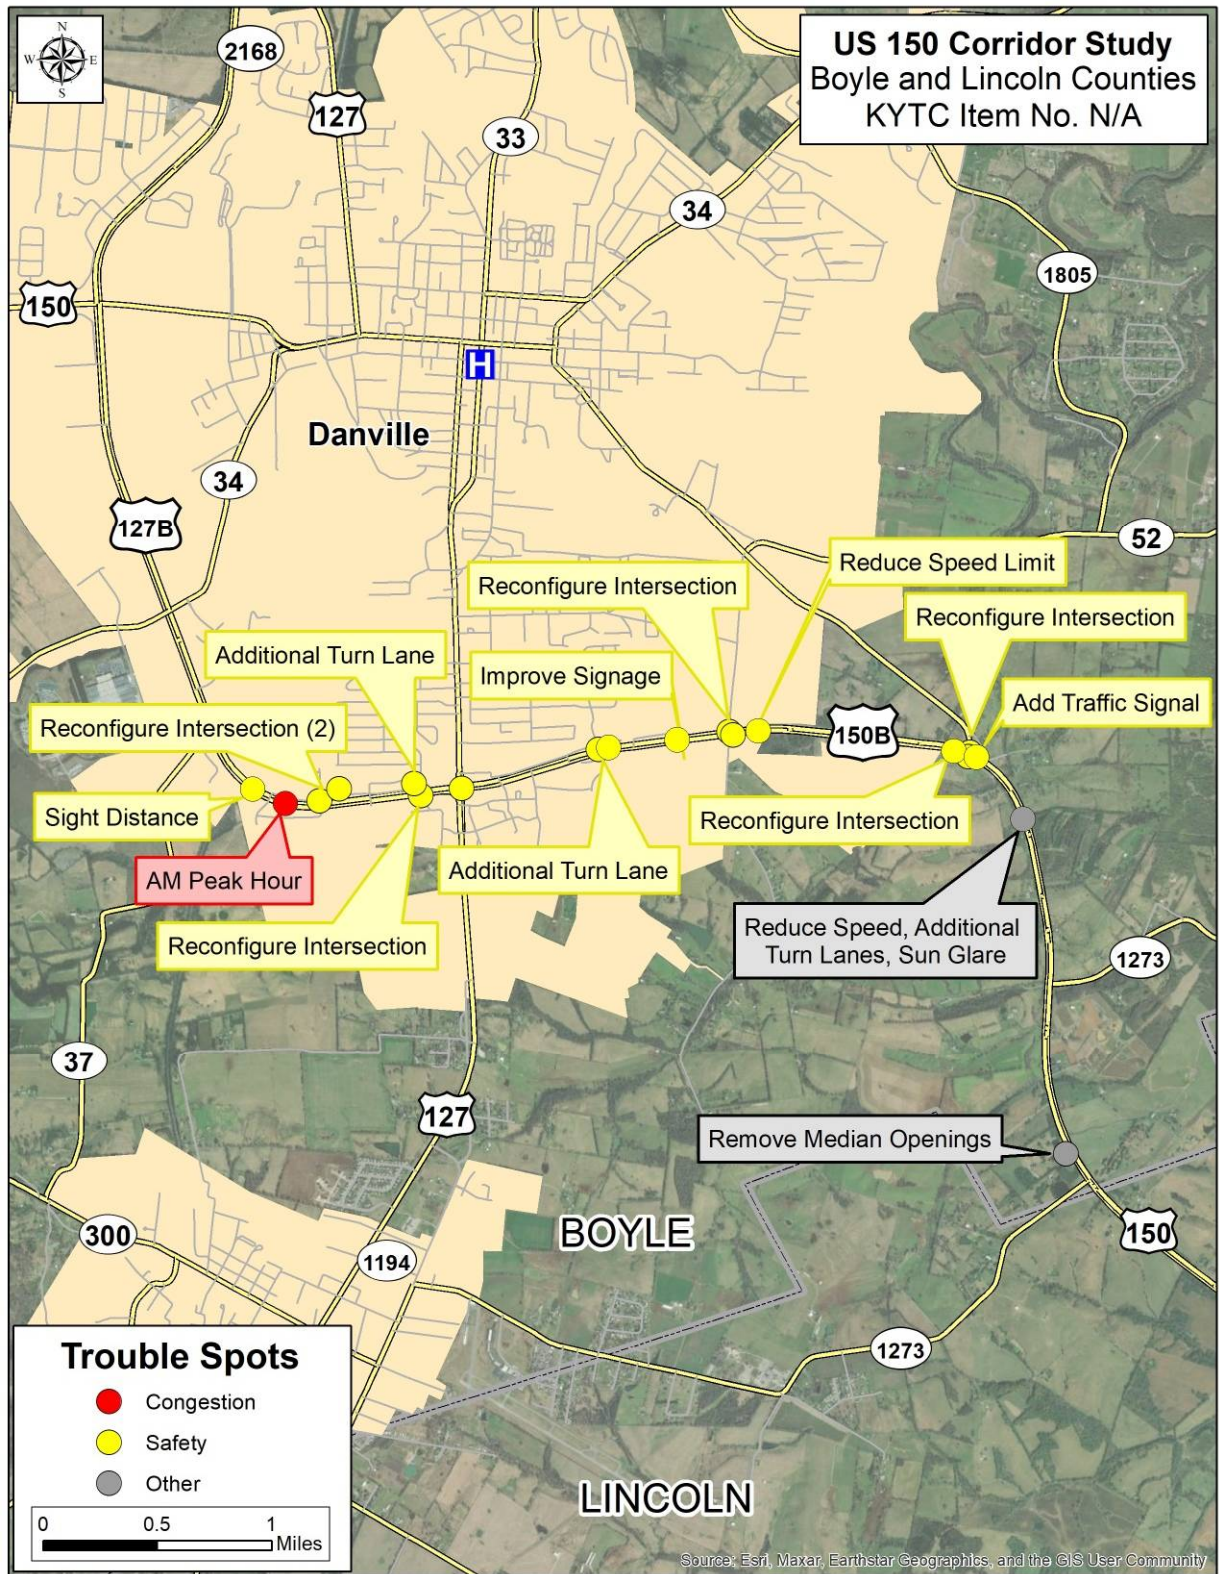 N
W
E
S
US 150 Corridor Study
Boyle and Lincoln Counties
KYTC Item No. N/A
2168
127
33
34
1805
150
H
Danville
34
127B
52
Reduce Speed Limit
Reconfigure Intersection
Reconfigure Intersection
Additional Turn Lane
Improve Signage
Add Traffic Signal
Reconfigure Intersection (2)
150B
Sight Distance
Reconfigure Intersection
AM Peak Hour
Additional Turn Lane
Reconfigure Intersection
Reduce Speed, Additional
Turn Lanes, Sun Glare
1273
37
127
Remove Median Openings
300
BOYLE
150
1194
1273
Trouble Spots
Congestion
Safety
Other
0 0.5 1
Miles
LINCOLN
Source: Esri, Maxar, Earthstar Geographics, and the GIS User Community